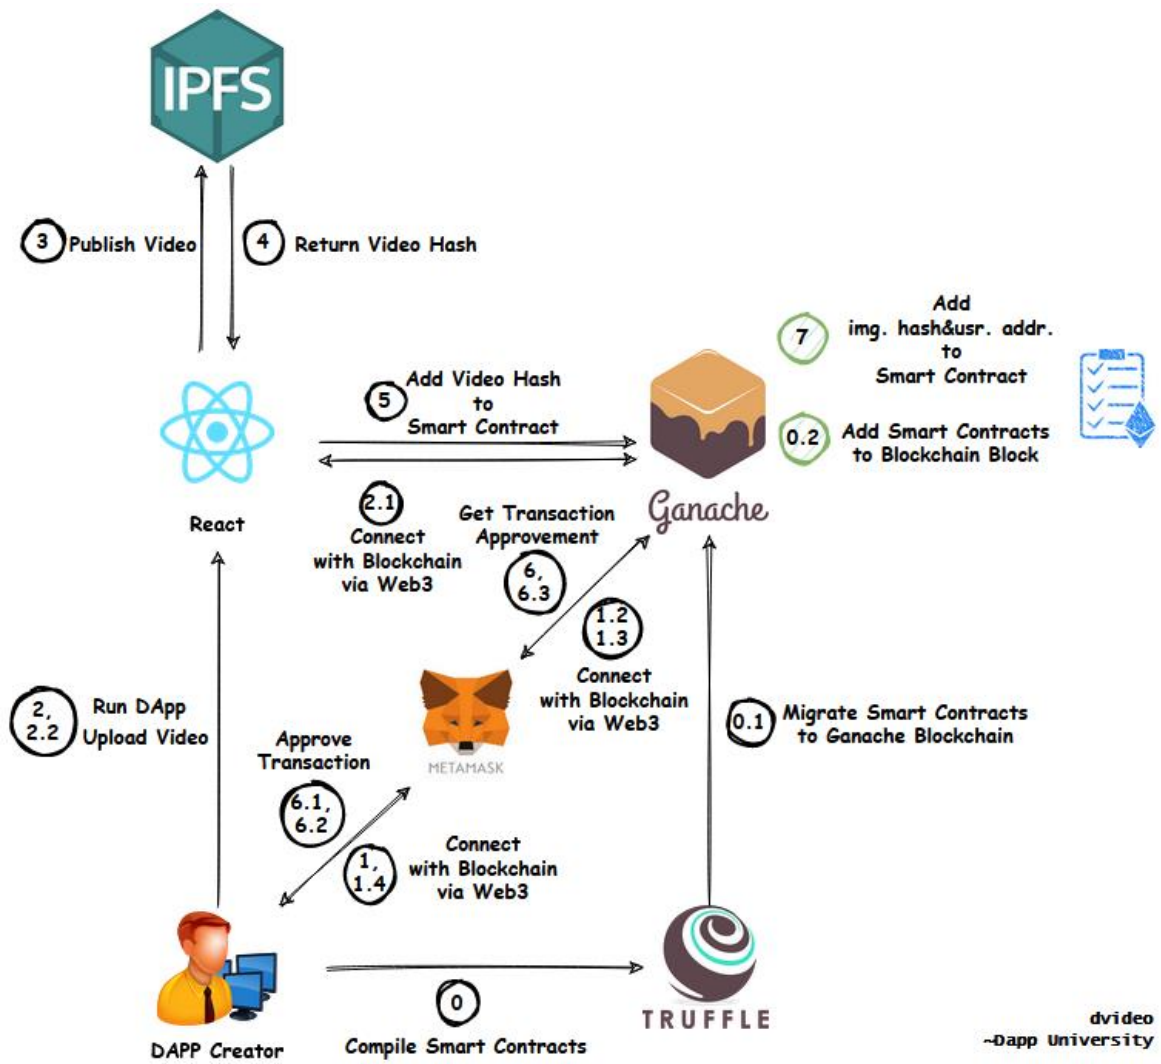 IPFS
3 Publish Video
4 Return Video Hash
7
Add
img. hash&usr. addr.
to
Smart Contract
5
Add Video Hash
to
Smart Contract
0.2
Add Smart Contracts
to Blockchain Block
React
2.1
Connect
with Blockchain
via Web3
Get Transaction
Approvement
6,
6.3
Ganache
1.2
1.3
Connect
with Blockchain
via Web3
2,
2.2
Run DApp
Upload Video
METAMASK
0.1
Migrate Smart Contracts
to Ganache Blockchain
Approve
Transaction
6.1,
6.2
1,
1.4
Connect
with Blockchain
via Web3
DAPP Creator
0
Compile Smart Contracts
TRUFFLE
dvideo
~Dapp University